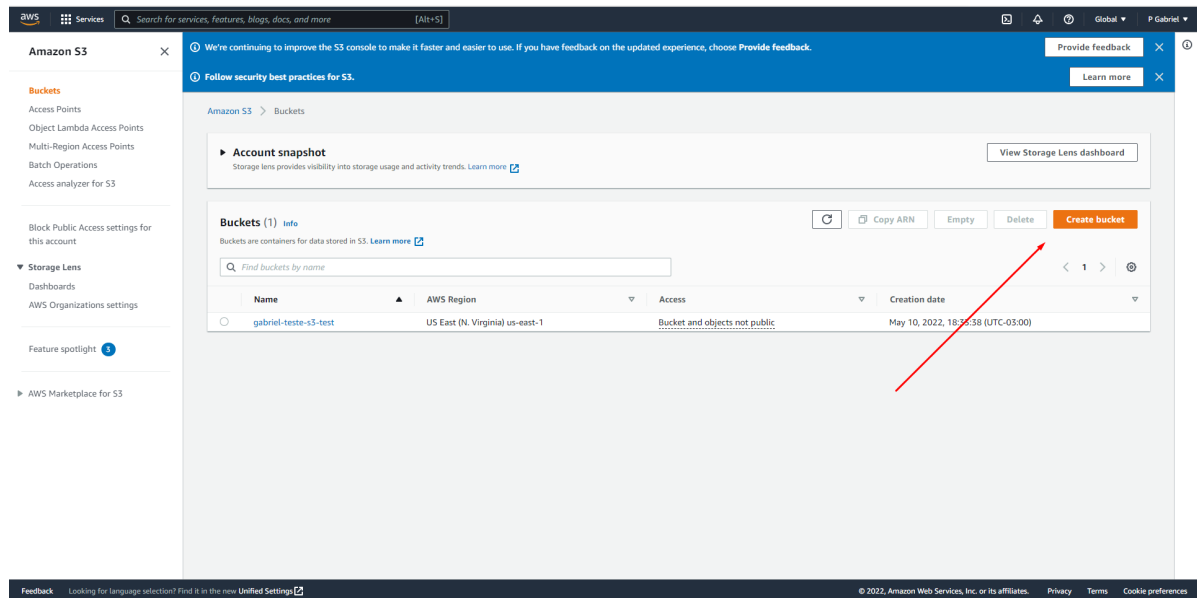 aws Services Search for services, features, blogs, docs, and more [Alt+S] Global P Gabriel
Amazon S3
We're continuing to improve the S3 console to make it faster and easier to use. If you have feedback on the updated experience, choose Provide feedback. Provide feedback
Follow security best practices for S3. Learn more
Buckets
Access Points
Object Lambda Access Points
Multi-Region Access Points
Batch Operations
Access analyzer for S3
Block Public Access settings for
this account
Storage Lens
Dashboards
AWS Organizations settings
Feature spotlight 3
AWS Marketplace for S3
Amazon S3 > Buckets
Account snapshot
Storage lens provides visibility into storage usage and activity trends. Learn more
View Storage Lens dashboard
Buckets (1) Info
Buckets are containers for data stored in S3. Learn more
Copy ARN Empty Delete Create bucket
Find buckets by name
< 1 >
Name AWS Region Access Creation date
gabriel-teste-s3-test US East (N. Virginia) us-east-1 Bucket and objects not public May 10, 2022, 18:35:38 (UTC-03:00)
Feedback Looking for language selection? Find it in the new Unified Settings © 2022, Amazon Web Services, Inc. or its affiliates. Privacy Terms Cookie preferences